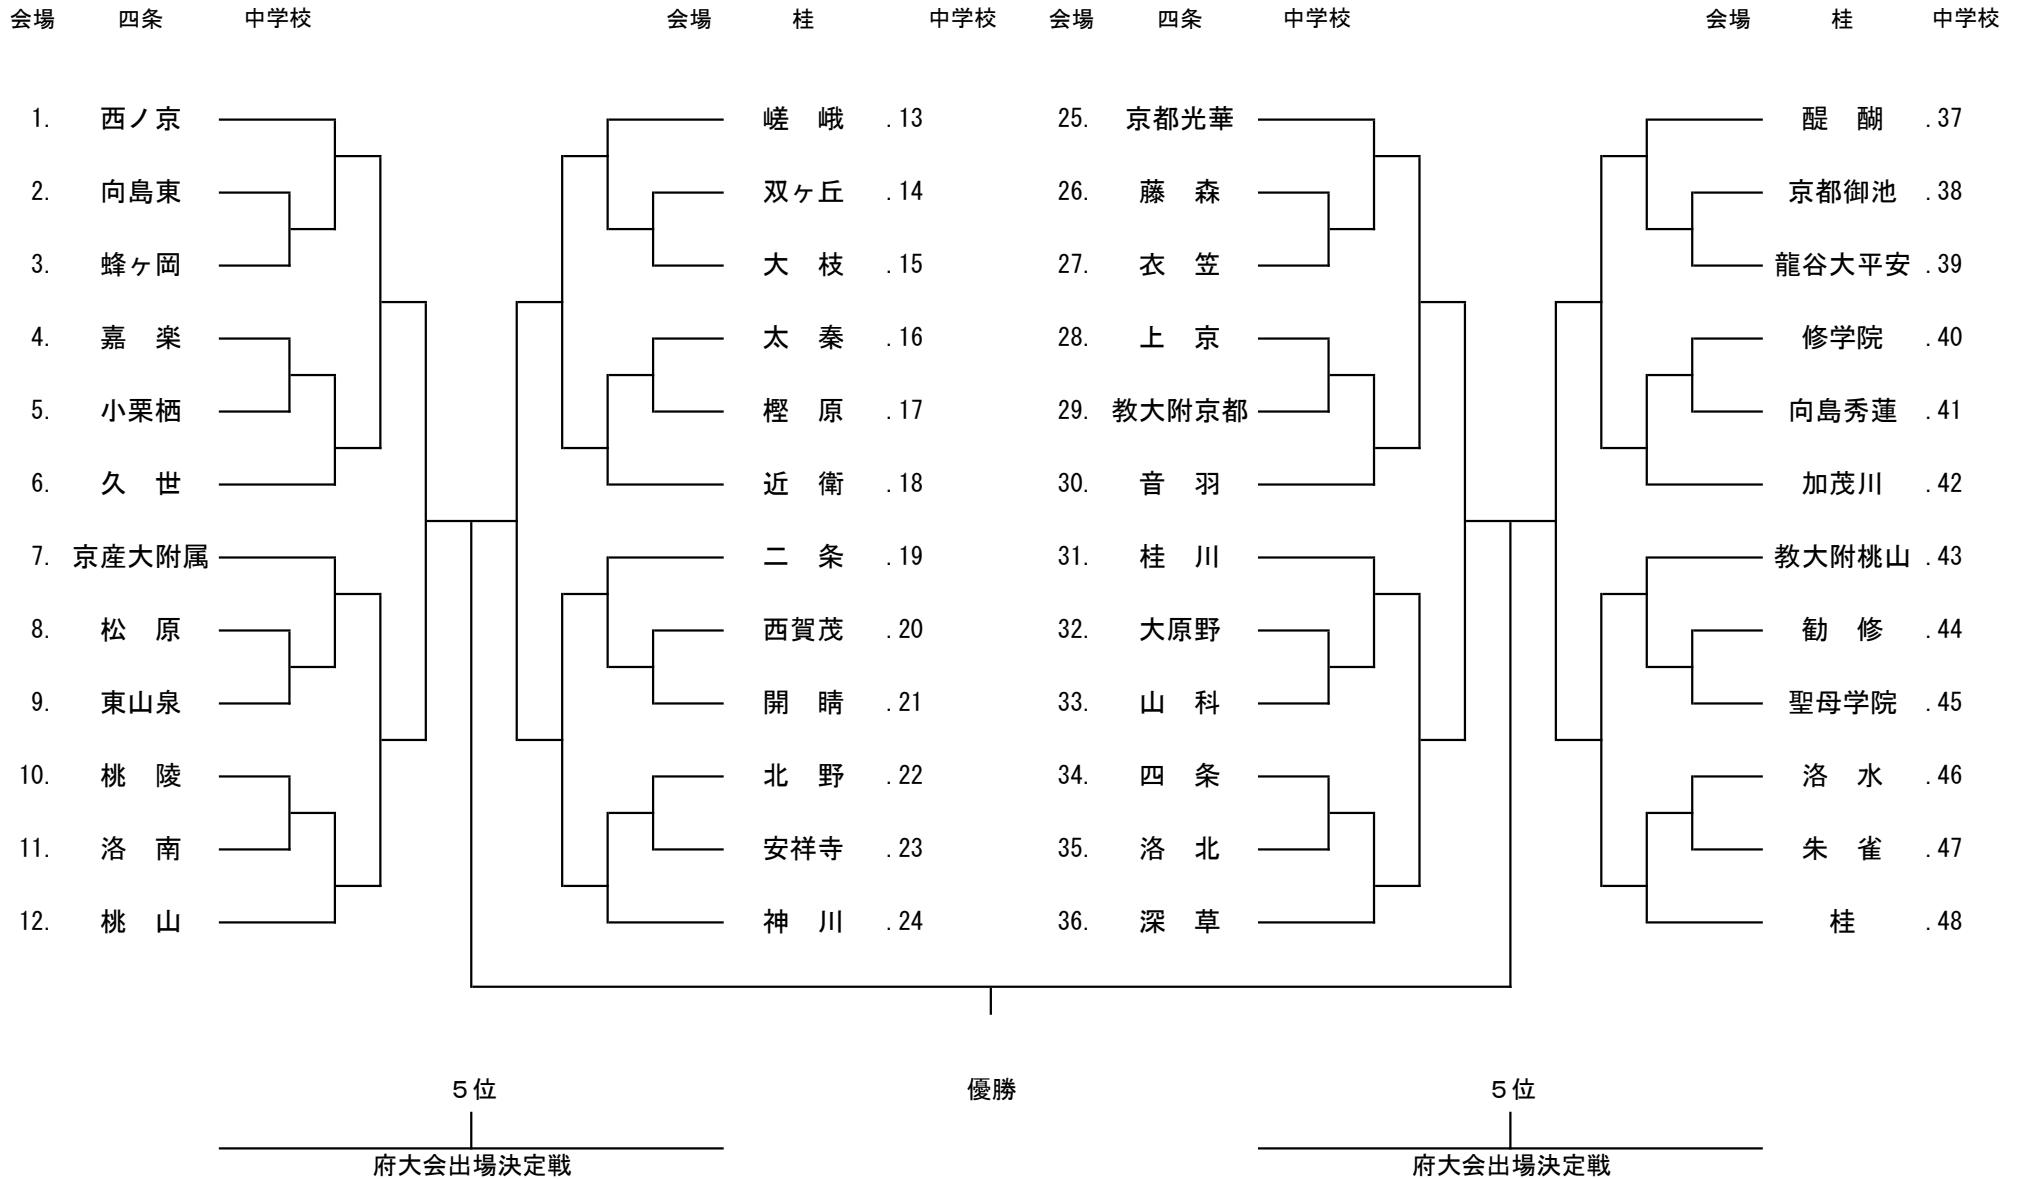 会場　四条　中学校　会場　桂　中学校　会場　四条　中学校　会場　桂　中学校
1.　西ノ京　嵯　峨　.13　25.　京都光華　醍　醐　.37
2.　向島東　双ヶ丘　.14　26.　藤　森　京都御池　.38
3.　蜂ヶ岡　大　枝　.15　27.　衣　笠　龍谷大平安　.39
4.　嘉　楽　太　秦　.16　28.　上　京　修学院　.40
5.　小栗栖　樫　原　.17　29.　教大附京都　向島秀蓮　.41
6.　久　世　近　衛　.18　30.　音　羽　加茂川　.42
7.　京産大附属　二　条　.19　31.　桂　川　教大附桃山　.43
8.　松　原　西賀茂　.20　32.　大原野　勧　修　.44
9.　東山泉　開　睛　.21　33.　山　科　聖母学院　.45
10.　桃　陵　北　野　.22　34.　四　条　洛　水　.46
11.　洛　南　安祥寺　.23　35.　洛　北　朱　雀　.47
12.　桃　山　神　川　.24　36.　深　草　桂　.48
５位　優勝　５位
府大会出場決定戦　府大会出場決定戦